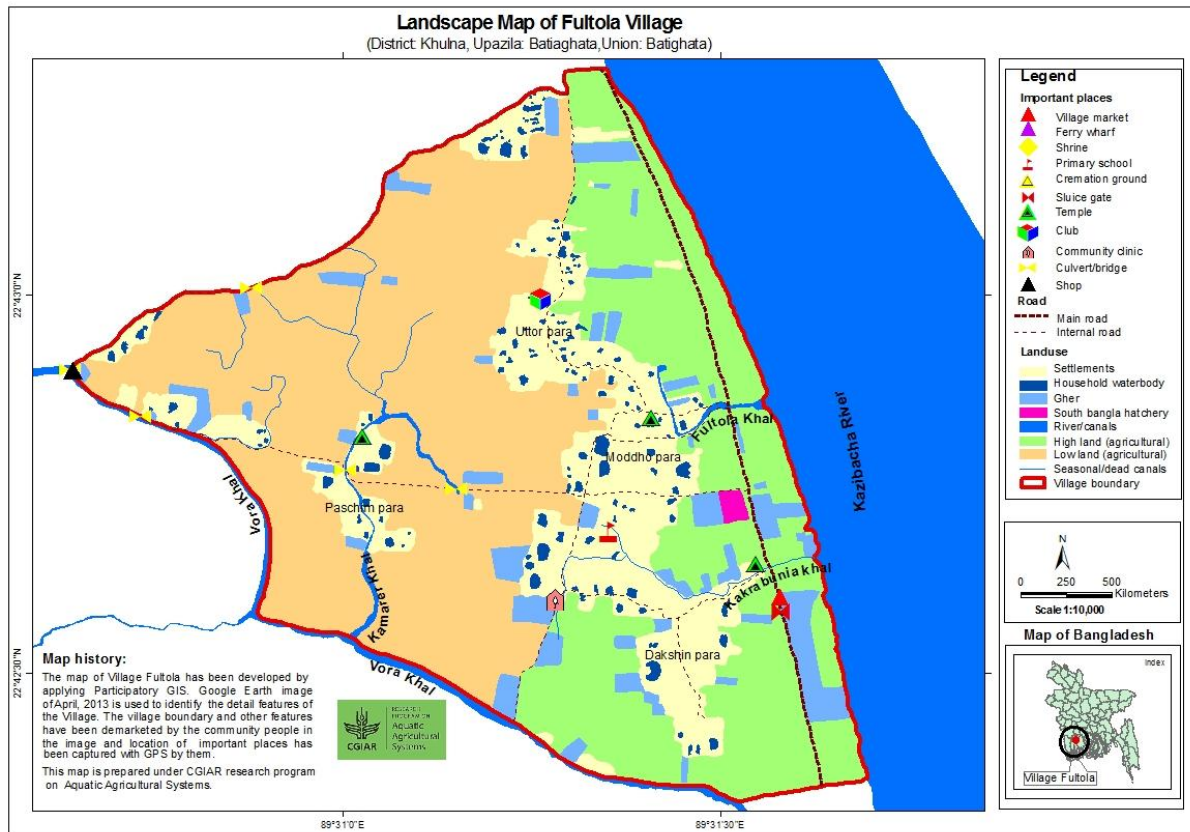 Landscape Map of Fultola Village
(District: Khulna, Upazila: Batiaghata,Union: Batighata)
22°43'0"N
22°42'30"N
89°31'0"E
89°31'30"E
Uttor para
Moddho para
Paschim para
Dakshin para
Fultola Khal
Kazibacha River
Kakrabunia khal
Vora Khal
Kamarer Khal
Vora Khal
Map history:
The map of Village Fultola has been developed by
applying Participatory GIS. Google Earth image
of April, 2013 is used to identify the detail features of
the Village. The village boundary and other features
have been demarketed by the community people in
the image and location of important places has
been captured with GPS by them.
This map is prepared under CGIAR research program
on Aquatic Agricultural Systems.
CGIAR
RESEARCH
PROGRAM ON
Aquatic
Agricultural
Systems
Legend
Important places
Village market
Ferry wharf
Shrine
Primary school
Cremation ground
Sluice gate
Temple
Club
Community clinic
Culvert/bridge
Shop
Road
Main road
Internal road
Landuse
Settlements
Household waterbody
Gher
South bangla hatchery
River/canals
High land (agricultural)
Low land (agricultural)
Seasonal/dead canals
Village boundary
N
0 250 500
Kilometers
Scale 1:10,000
Map of Bangladesh
Index
Village Fultola